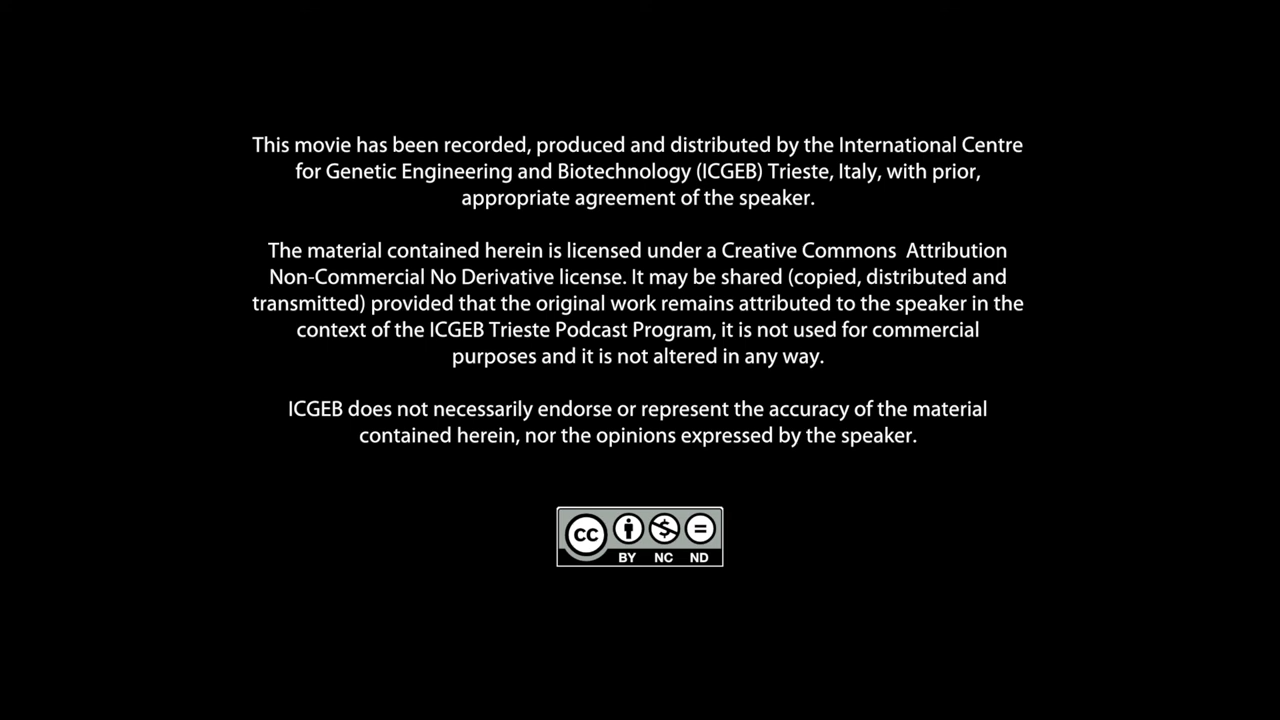 This movie has been recorded, produced and distributed by the International Centre
for Genetic Engineering and Biotechnology (ICGEB) Trieste, Italy, with prior,
appropriate agreement of the speaker.
The material contained herein is licensed under a Creative Commons  Attribution
Non-Commercial No Derivative license. It may be shared (copied, distributed and
transmitted) provided that the original work remains attributed to the speaker in the
context of the ICGEB Trieste Podcast Program, it is not used for commercial
purposes and it is not altered in any way.
ICGEB does not necessarily endorse or represent the accuracy of the material
contained herein, nor the opinions expressed by the speaker.
CC
BY NC ND